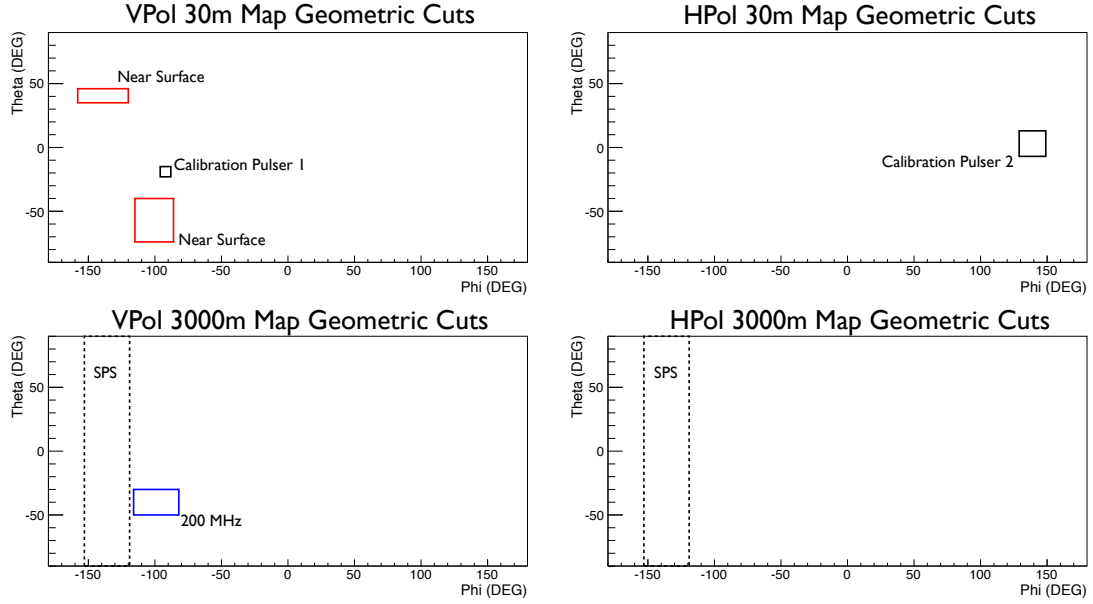 VPol 30m Map Geometric Cuts
Theta (DEG)
50
0
-50
Near Surface
Calibration Pulser 1
Near Surface
-150 -100 -50 0 50 100 150
Phi (DEG)
HPol 30m Map Geometric Cuts
Theta (DEG)
50
0
-50
Calibration Pulser 2
-150 -100 -50 0 50 100 150
Phi (DEG)
VPol 3000m Map Geometric Cuts
Theta (DEG)
50
0
-50
SPS
200 MHz
-150 -100 -50 0 50 100 150
Phi (DEG)
HPol 3000m Map Geometric Cuts
Theta (DEG)
50
0
-50
SPS
-150 -100 -50 0 50 100 150
Phi (DEG)